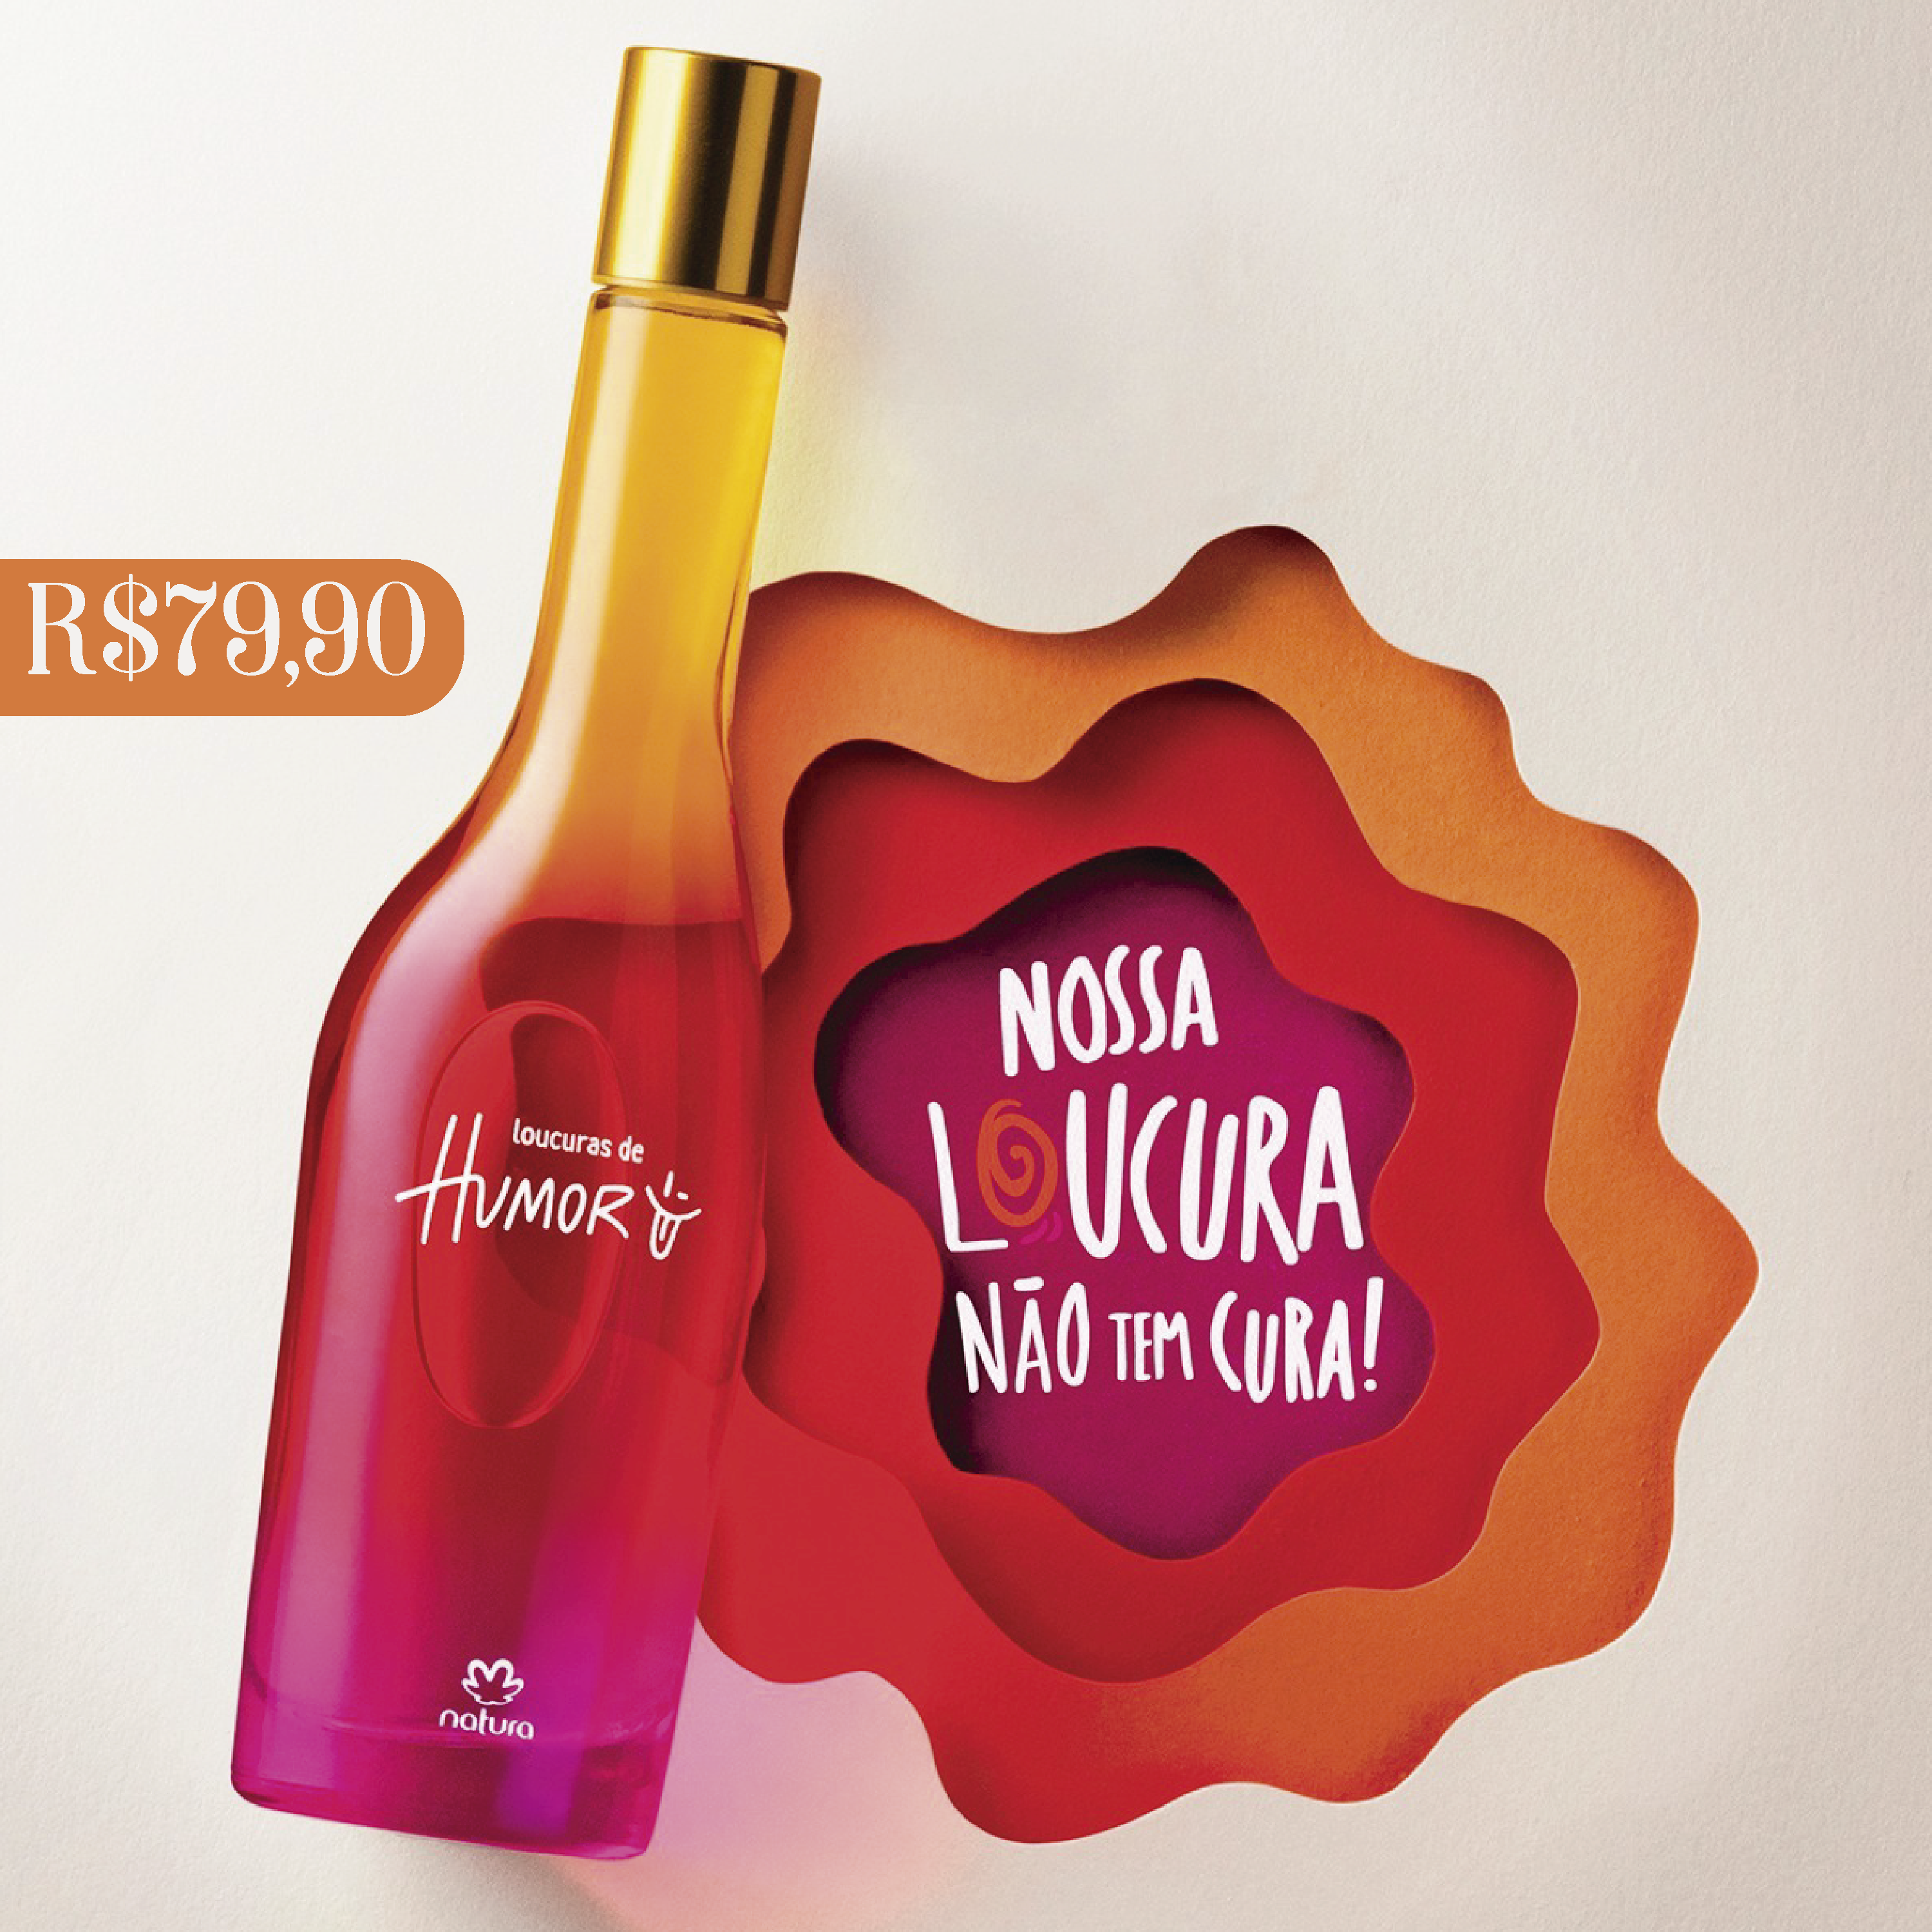 R$79,90
NOSSA
LOUCURA
NÃO TEM CURA!
loucuras de
HUMOR
natura